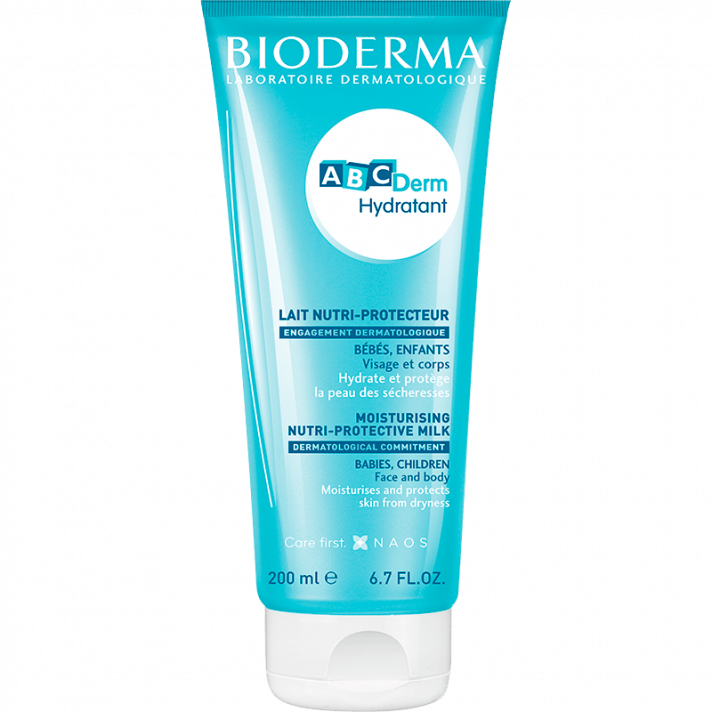 BIODERMA
LABORATOIRE DERMATOLOGIQUE
ABCDerm
Hydratant
LAIT NUTRI-PROTECTEUR
ENGAGEMENT DERMATOLOGIQUE
BÉBÉS, ENFANTS
Visage et corps
Hydrate et protège
la peau des sécheresses
MOISTURISING
NUTRI-PROTECTIVE MILK
DERMATOLOGICAL COMMITMENT
BABIES, CHILDREN
Face and body
Moisturises and protects
skin from dryness
Care first. NAOS
200 ml ℮ 6.7 FL.OZ.